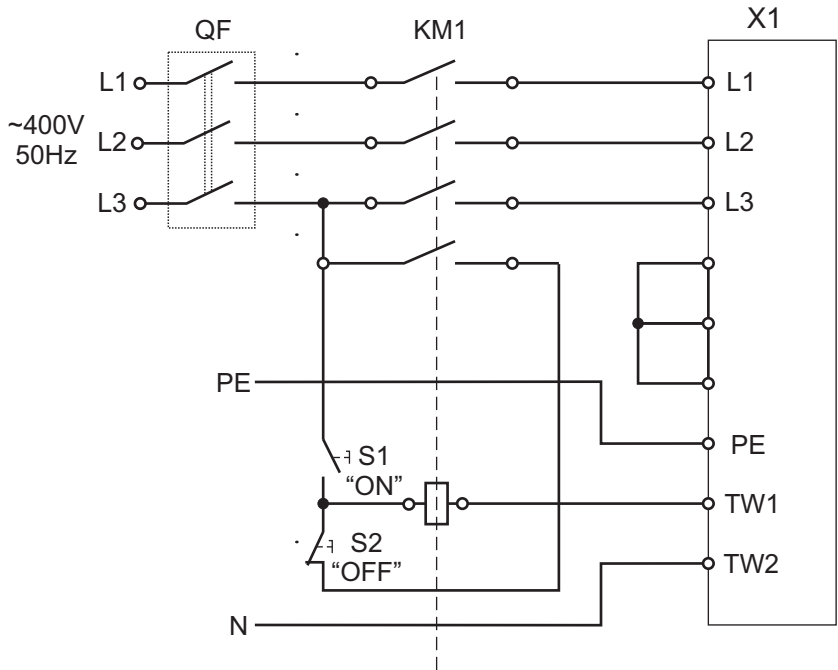 QF
KM1
X1
L1
L1
~400V
50Hz
L2
L2
L3
L3
PE
S1
“ON”
PE
TW1
S2
“OFF”
TW2
N